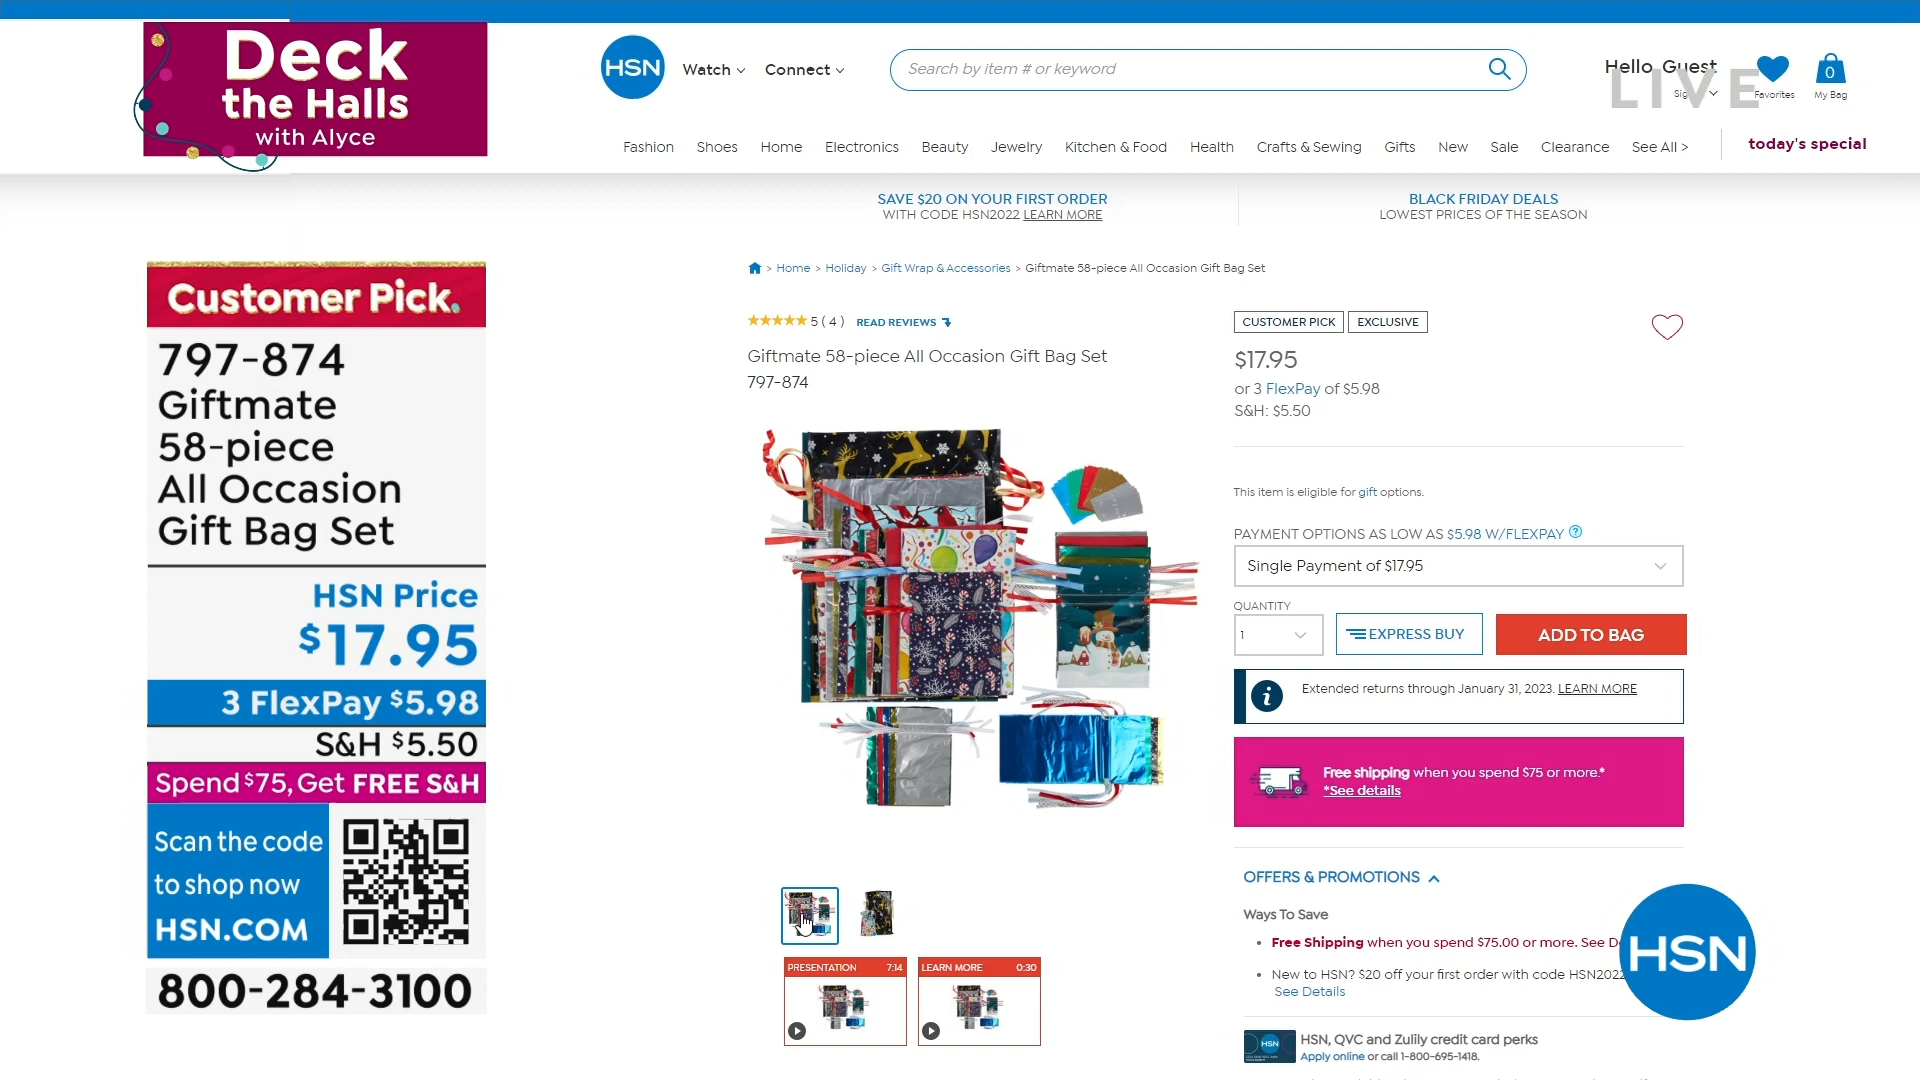 Deck
the Halls
with Alyce
HSN
Watch
Connect
Search by item # or keyword
Hello, Guest
LIVE
Favorites
0
My Bag
Fashion
Shoes
Home
Electronics
Beauty
Jewelry
Kitchen & Food
Health
Crafts & Sewing
Gifts
New
Sale
Clearance
See All >
today's special
SAVE $20 ON YOUR FIRST ORDER
WITH CODE HSN2022 LEARN MORE
BLACK FRIDAY DEALS
LOWEST PRICES OF THE SEASON
Customer Pick.
797-874
Giftmate
58-piece
All Occasion
Gift Bag Set
HSN Price
$17.95
3 FlexPay $5.98
S&H $5.50
Spend $75, Get FREE S&H
Scan the code
to shop now
HSN.COM
800-284-3100
> Home > Holiday > Gift Wrap & Accessories > Giftmate 58-piece All Occasion Gift Bag Set
5 ( 4 ) READ REVIEWS
Giftmate 58-piece All Occasion Gift Bag Set
797-874
PRESENTATION 7:14
LEARN MORE 0:30
CUSTOMER PICK
EXCLUSIVE
$17.95
or 3 FlexPay of $5.98
S&H: $5.50
This item is eligible for gift options.
PAYMENT OPTIONS AS LOW AS $5.98 W/FLEXPAY ?
Single Payment of $17.95
QUANTITY
1
EXPRESS BUY
ADD TO BAG
i
Extended returns through January 31, 2023. LEARN MORE
Free shipping when you spend $75 or more.*
*See details
OFFERS & PROMOTIONS
Ways To Save
• Free Shipping when you spend $75.00 or more. See
• New to HSN? $20 off your first order with code HSN2022
See Details
HSN
HSN
HSN, QVC and Zulily credit card perks
Apply online or call 1-800-695-1418.